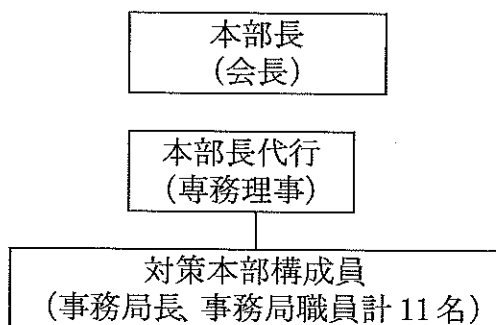 本部長
(会長)
本部長代行
(専務理事)
対策本部構成員
(事務局長、事務局職員計11名)